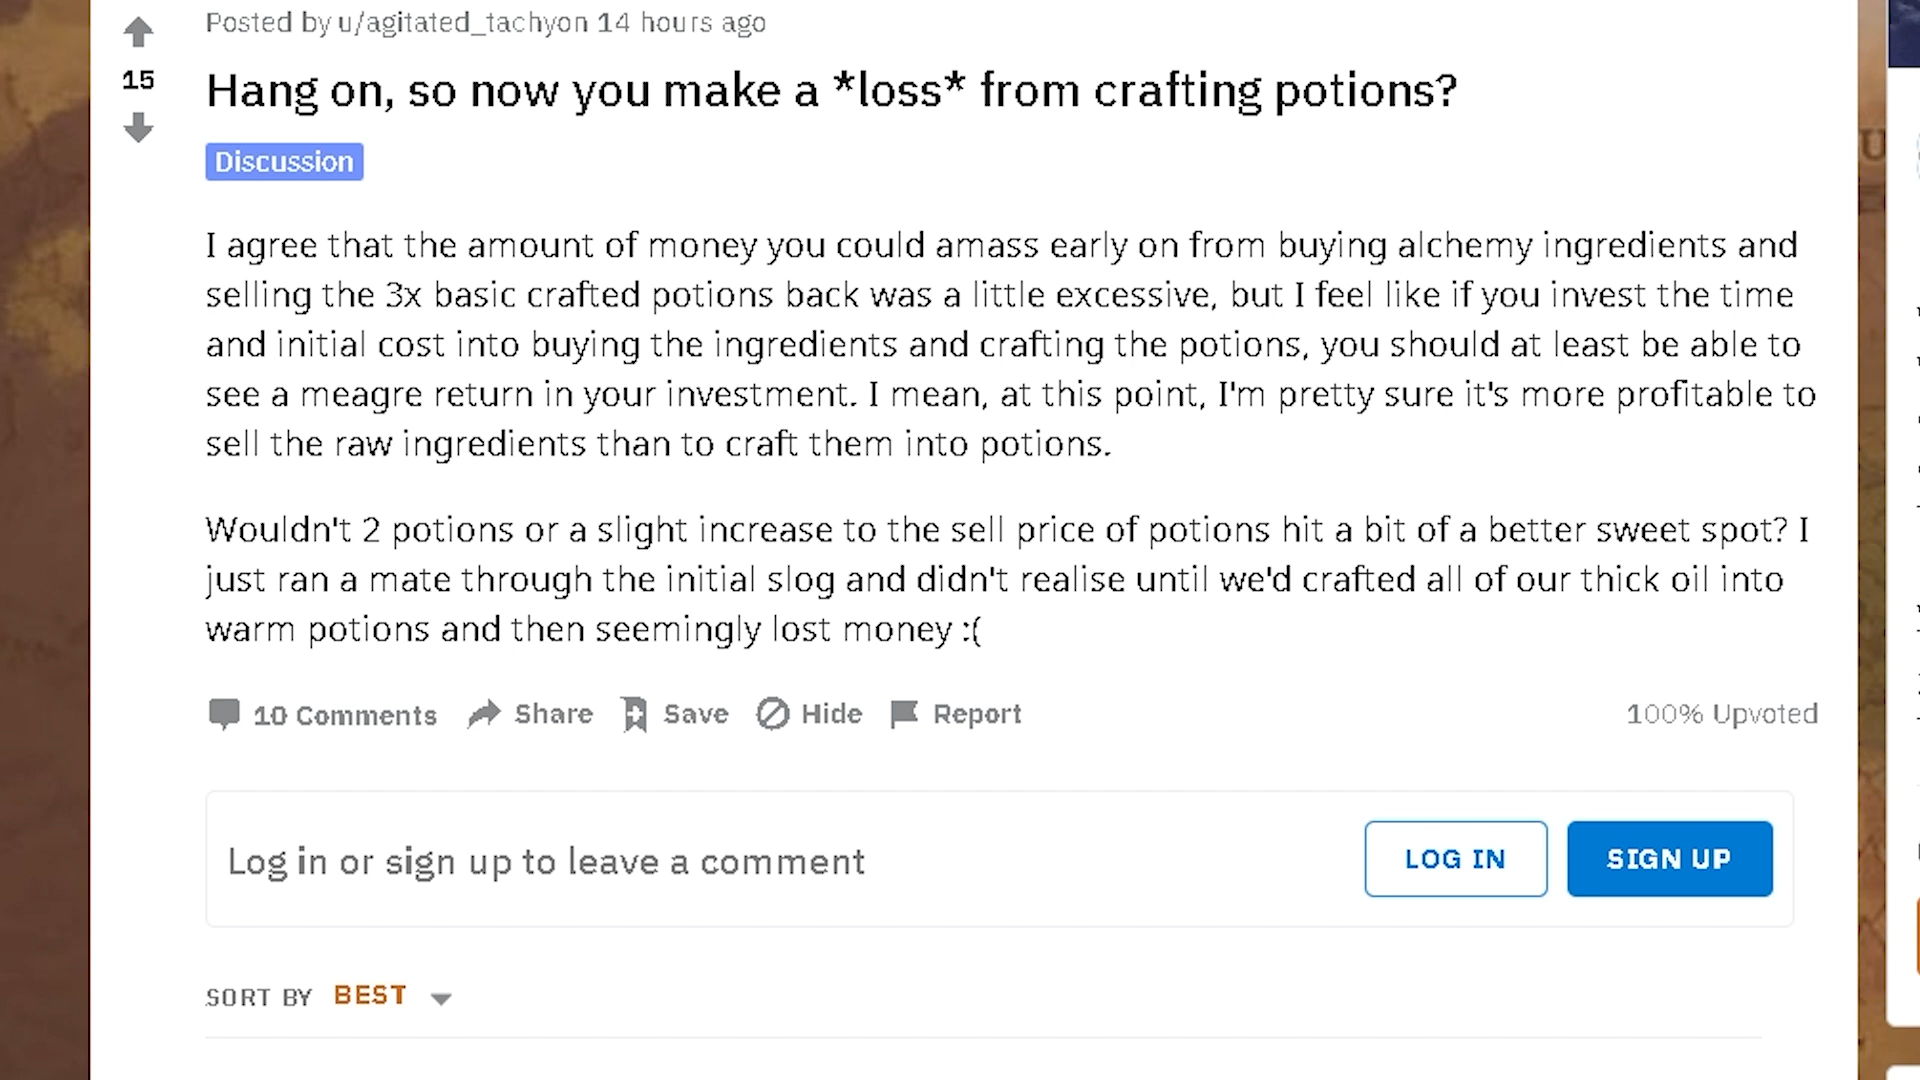 Posted by u/agitated_tachyon 14 hours ago
15
Hang on, so now you make a *loss* from crafting potions?
Discussion
I agree that the amount of money you could amass early on from buying alchemy ingredients and
selling the 3x basic crafted potions back was a little excessive, but I feel like if you invest the time
and initial cost into buying the ingredients and crafting the potions, you should at least be able to
see a meagre return in your investment. I mean, at this point, I'm pretty sure it's more profitable to
sell the raw ingredients than to craft them into potions.
Wouldn't 2 potions or a slight increase to the sell price of potions hit a bit of a better sweet spot? I
just ran a mate through the initial slog and didn't realise until we'd crafted all of our thick oil into
warm potions and then seemingly lost money :(
10 Comments Share Save Hide Report 100% Upvoted
Log in or sign up to leave a comment LOG IN SIGN UP
SORT BY BEST